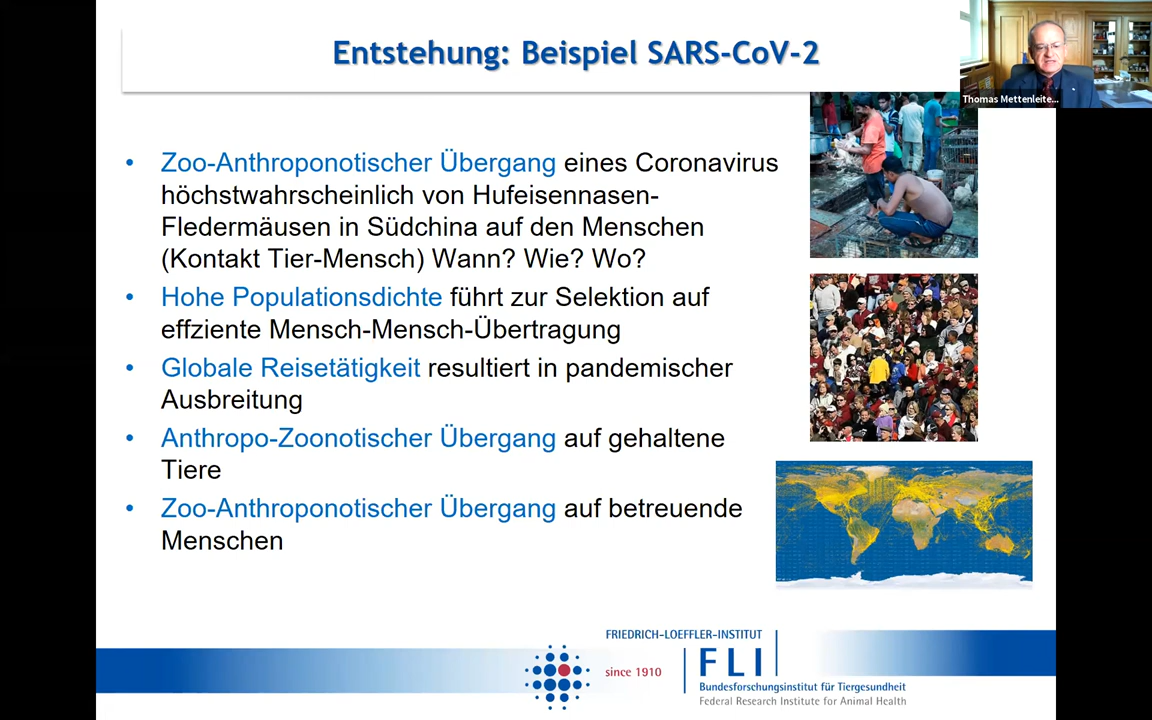 Entstehung: Beispiel SARS-CoV-2
Thomas Mettenleite...
• Zoo-Anthroponotischer Übergang eines Coronavirus
höchstwahrscheinlich von Hufeisennasen-
Fledermäusen in Südchina auf den Menschen
(Kontakt Tier-Mensch) Wann? Wie? Wo?
• Hohe Populationsdichte führt zur Selektion auf
effziente Mensch-Mensch-Übertragung
• Globale Reisetätigkeit resultiert in pandemischer
Ausbreitung
• Anthropo-Zoonotischer Übergang auf gehaltene
Tiere
• Zoo-Anthroponotischer Übergang auf betreuende
Menschen
FRIEDRICH-LOEFFLER-INSTITUT
since 1910
FLI
Bundesforschungsinstitut für Tiergesundheit
Federal Research Institute for Animal Health